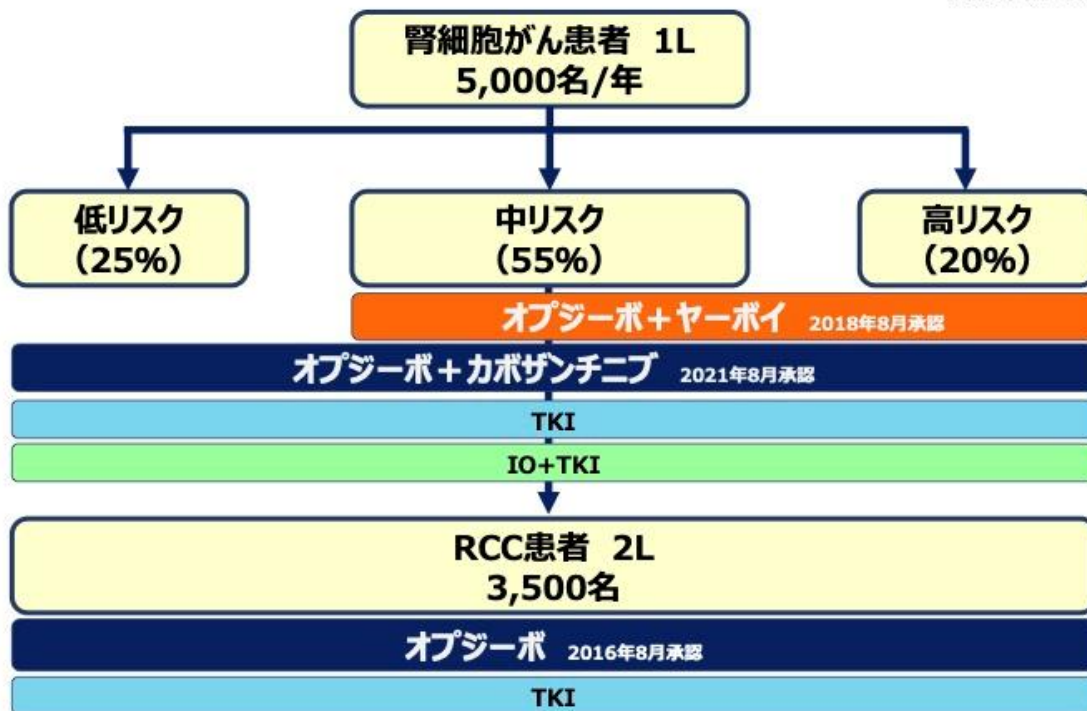 腎細胞がん患者 1L
5,000名/年
低リスク
（25%）
中リスク
（55%）
高リスク
（20%）
オプジーボ＋ヤーボイ 2018年8月承認
オプジーボ＋カボザンチニブ 2021年8月承認
TKI
IO+TKI
RCC患者 2L
3,500名
オプジーボ 2016年8月承認
TKI